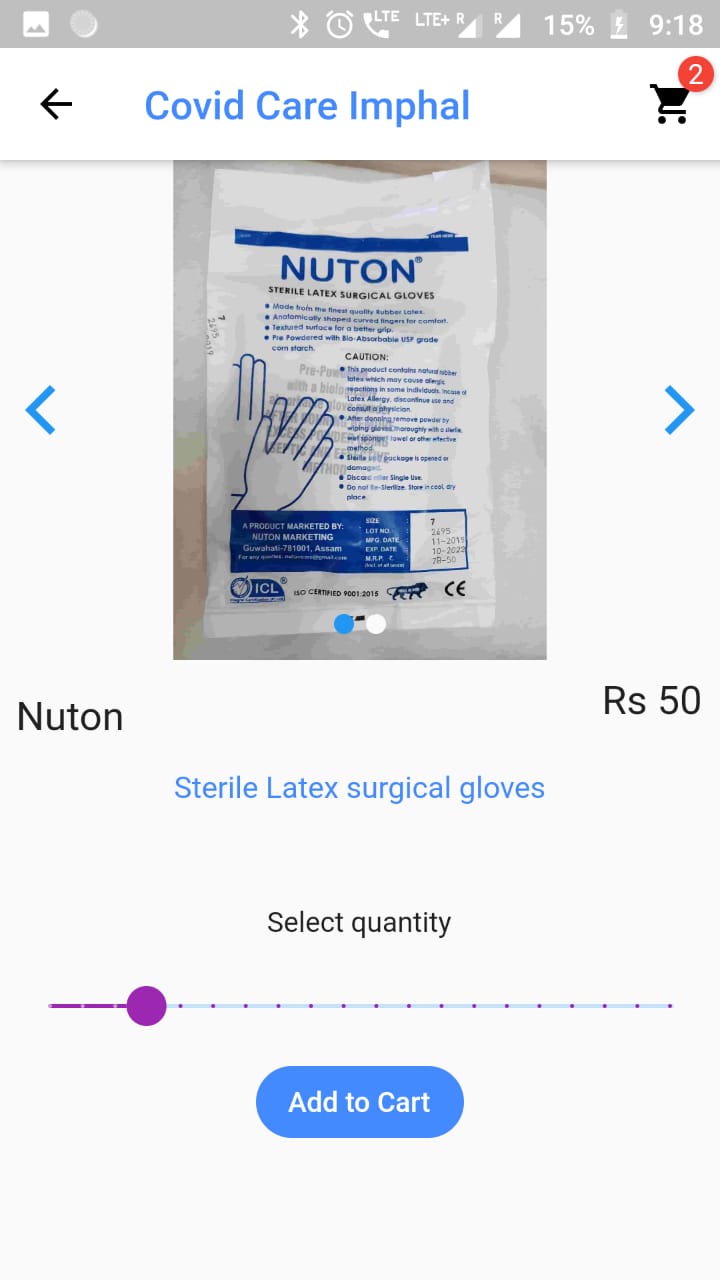 LTE LTE+ R R 15% 9:18
2
Covid Care Imphal
TEAR HERE
NUTON®
STERILE LATEX SURGICAL GLOVES
Made from the finest quality Rubber Latex.
Anatomically shaped curved fingers for comfort.
Textured surface for a better grip.
Pre Powdered with Bio-Absorbable USP grade
corn starch.
CAUTION:
This product contains natural rubber
latex which may cause allergic
reactions in some individuals. Incase of
Latex Allergy, discontinue use and
consult a physician.
After donning remove powder by
wiping gloves thoroughly with a sterile
wet sponge/ towel or other effective
method.
Sterile package is opened or
damaged.
Discard after Single Use.
Do not Re-Sterilize. Store in cool, dry
place.
7
2695
A PRODUCT MARKETED BY:
NUTON MARKETING
Guwahati-781001, Assam
SIZE : 7
LOT NO. : 2695
MFG. DATE : 11-2019
EXP. DATE : 10-2022
M.R.P. ₹ : 78-50
(Incl. of all taxes)
ICL®
ISO CERTIFIED 9001:2015
CE
Nuton
Rs 50
Sterile Latex surgical gloves
Select quantity
Add to Cart